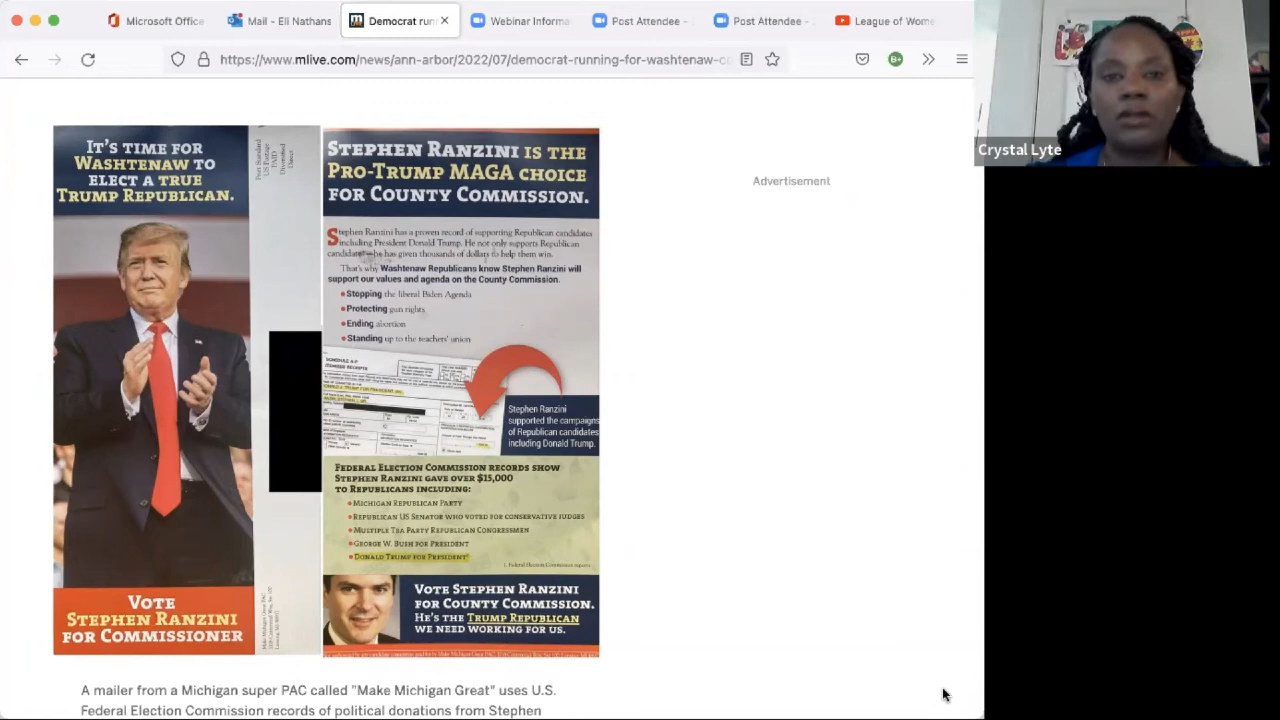 Microsoft Office
Mail - Eli Nathans
Democrat run
Webinar Informa
Post Attendee -
Post Attendee -
League of Wome
https://www.mlive.com/news/ann-arbor/2022/07/democrat-running-for-washtenaw-c
Crystal Lyte
Advertisement
IT'S TIME FOR
WASHTENAW TO
ELECT A TRUE
TRUMP REPUBLICAN.
VOTE
STEPHEN RANZINI
FOR COMMISSIONER
STEPHEN RANZINI IS THE
PRO-TRUMP MAGA CHOICE
FOR COUNTY COMMISSION.
Stephen Ranzini has a proven record of supporting Republican candidates
including President Donald Trump. He not only supports Republican
candidates he has given thousands of dollars to help them win.
That's why Washtenaw Republicans know Stephen Ranzini will
support our values and agenda on the County Commission.
•Stopping the liberal Biden Agenda
•Protecting gun rights
•Ending abortion
•Standing up to the teachers' union
SCHEDULE A-P
Stephen Ranzini
supported the campaigns
of Republican candidates
including Donald Trump.
FEDERAL ELECTION COMMISSION RECORDS SHOW
STEPHEN RANZINI GAVE OVER $15,000
TO REPUBLICANS INCLUDING:
•MICHIGAN REPUBLICAN PARTY
•REPUBLICAN US SENATOR WHO VOTED FOR CONSERVATIVE JUDGES
•MULTIPLE TEA PARTY REPUBLICAN CONGRESSMEN
•GEORGE W. BUSH FOR PRESIDENT
•DONALD TRUMP FOR PRESIDENT¹
1. Federal Election Commission reports
VOTE STEPHEN RANZINI
FOR COUNTY COMMISSION.
HE'S THE TRUMP REPUBLICAN
WE NEED WORKING FOR US.
A mailer from a Michigan super PAC called "Make Michigan Great" uses U.S.
Federal Election Commission records of political donations from Stephen